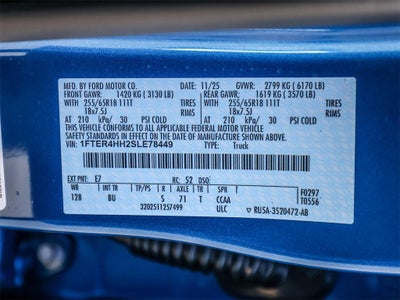 MFD. BY FORD MOTOR CO. 11/25 GVWR: 2799 KG ( 6170 LB)
FRONT GAWR: 1420 KG ( 3130 LB) REAR GAWR: 1619 KG ( 3570 LB)
WITH 255/65R18 111T TIRES WITH 255/65R18 111T TIRES
18x7.5J RIMS 18x7.5J RIMS
AT 210 kPa/ 30 PSI COLD AT 210 kPa/ 30 PSI COLD
THIS VEHICLE CONFORMS TO ALL APPLICABLE FEDERAL MOTOR VEHICLE
SAFETY STANDARDS IN EFFECT ON THE DATE OF MANUFACTURE SHOWN ABOVE.
VIN: 1FTER4HH2SLE78449 TYPE: Truck
EXT PNT: E7 RC: 52 DSO: F0297
WB INT TR TP/PS R AXLE TR SPR T0556
128 BU $ 71 T CCAA
3202511257499 ULC RU5A-3520472-AB